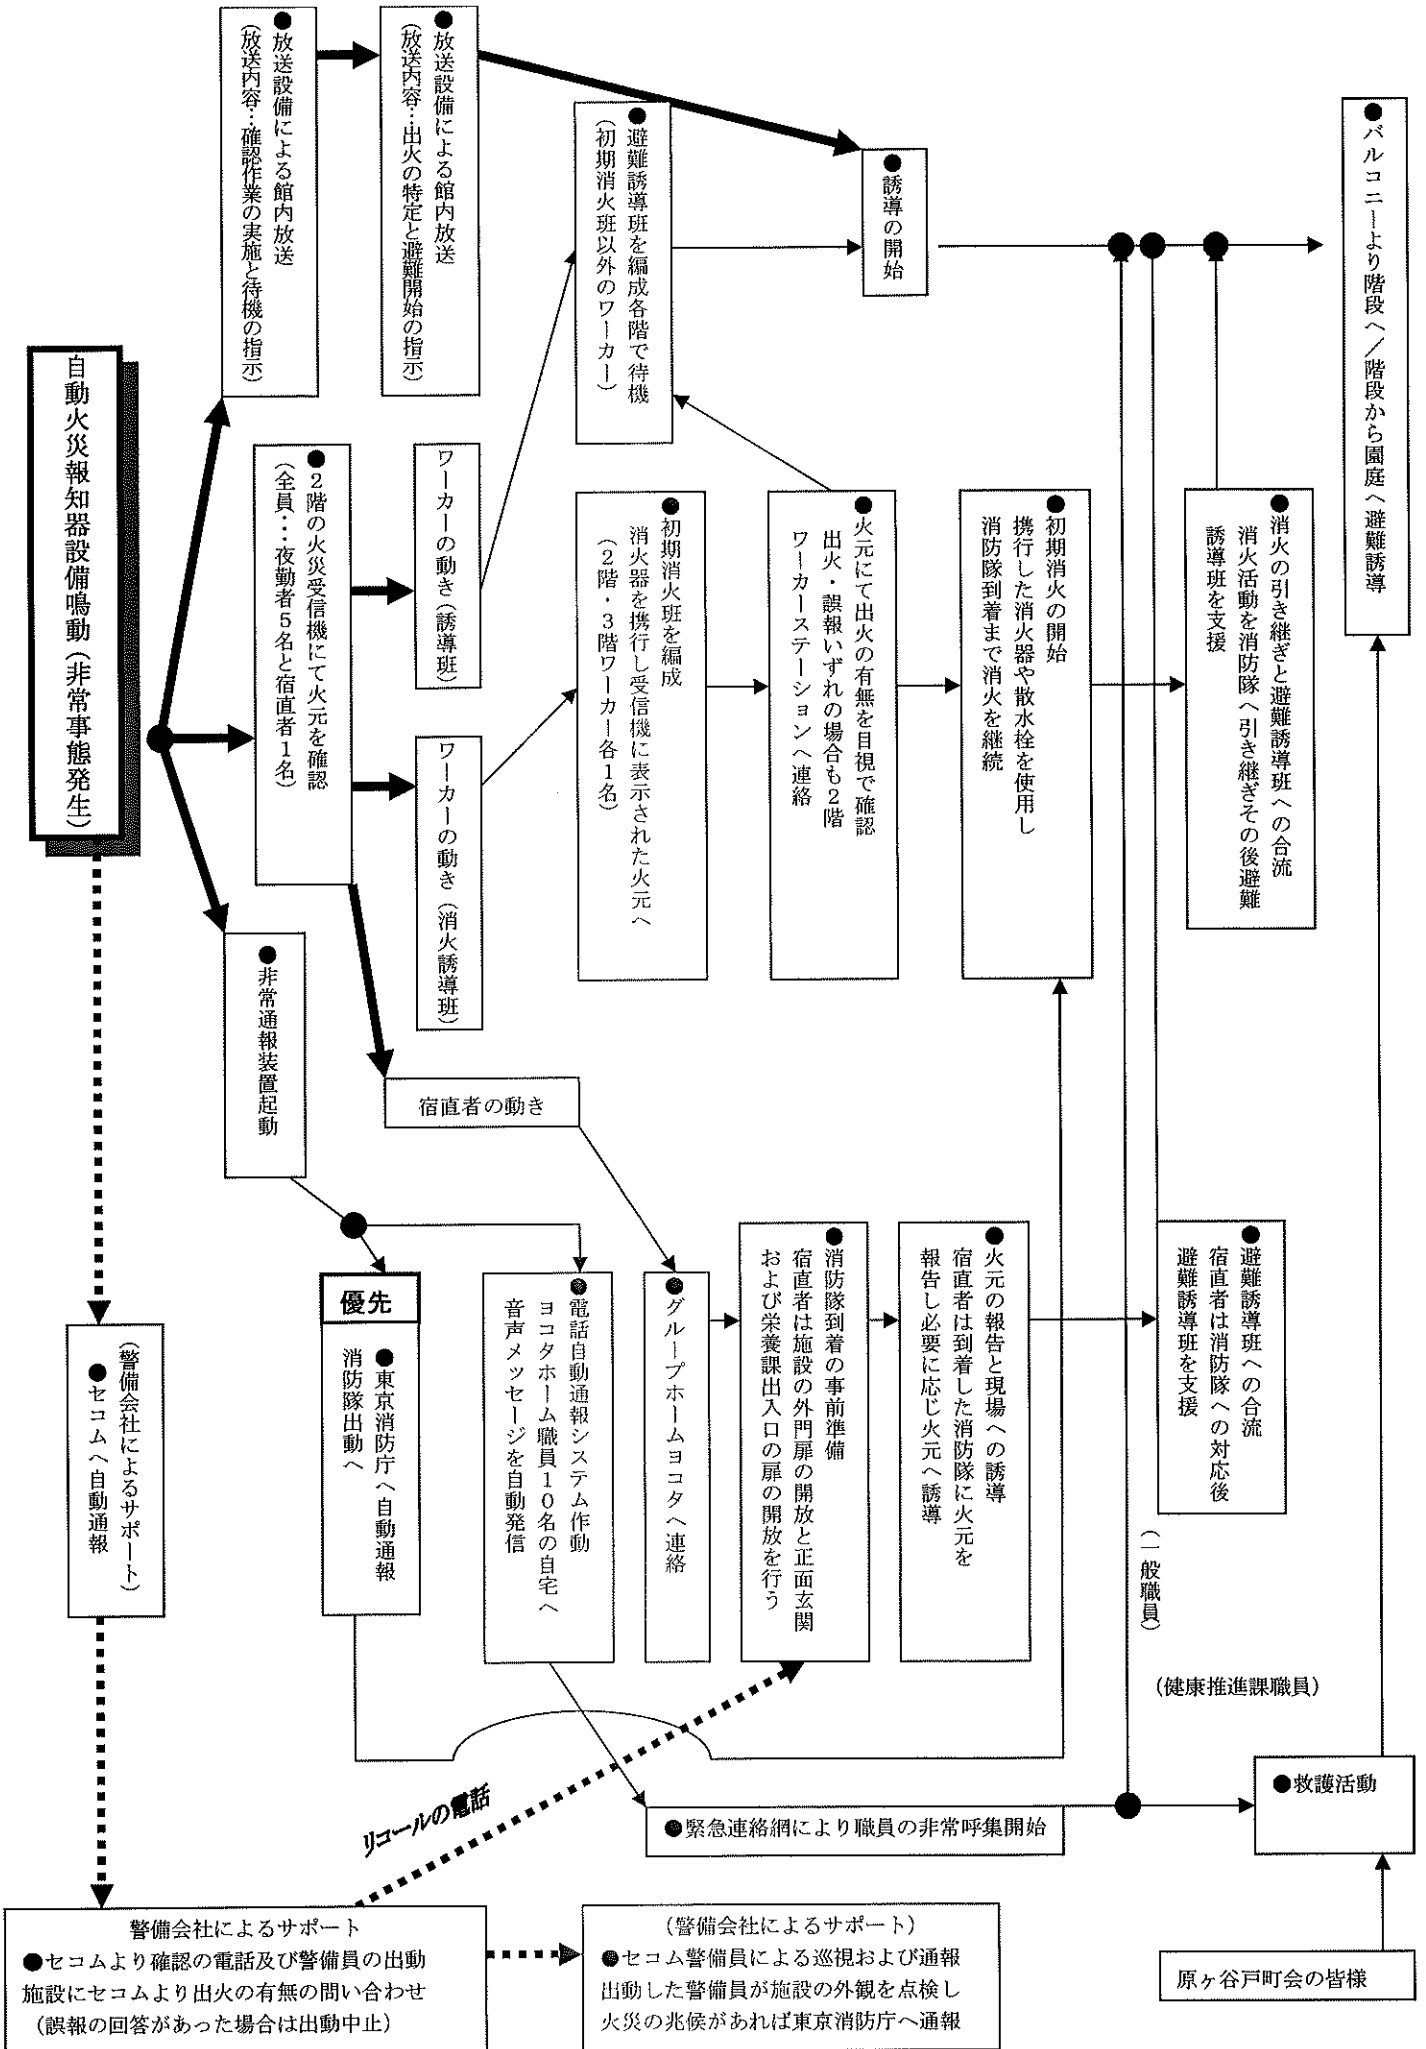 自動火災報知器設備鳴動（非常事態発生）
●放送設備による館内放送
（放送内容…確認作業の実施と待機の指示）
●放送設備による館内放送
（放送内容…出火の特定と避難開始の指示）
●２階の火災受信機にて火元を確認
（全員・・・夜勤者５名と宿直者１名）
ワーカーの動き（誘導班）
ワーカーの動き（消火誘導班）
●避難誘導班を編成各階で待機
（初期消火班以外のワーカー）
●誘導の開始
●初期消火班を編成
消火器を携行し受信機に表示された火元へ
（２階・３階ワーカー各１名）
●火元にて出火の有無を目視で確認
出火・誤報いずれの場合も２階
ワーカーステーションへ連絡
●初期消火の開始
携行した消火器や散水栓を使用し
消防隊到着まで消火を継続
●消火の引き継ぎと避難誘導班への合流
消火活動を消防隊へ引き継ぎその後避難
誘導班を支援
●バルコニーより階段へ／階段から園庭へ避難誘導
●非常通報装置起動
宿直者の動き
優先
●東京消防庁へ自動通報
消防隊出動へ
●電話自動通報システム作動
ヨコタホーム職員１０名の自宅へ
音声メッセージを自動発信
●グループホームヨコタへ連絡
●消防隊到着の事前準備
宿直者は施設の外門扉の開放と正面玄関
および栄養課出入口の扉の開放を行う
●火元の報告と現場への誘導
宿直者は到着した消防隊に火元を
報告し必要に応じ火元へ誘導
●避難誘導班への合流
宿直者は消防隊への対応後
避難誘導班を支援
（一般職員）
（健康推進課職員）
●救護活動
●緊急連絡網により職員の非常呼集開始
リコールの電話
（警備会社によるサポート）
●セコムへ自動通報
警備会社によるサポート
●セコムより確認の電話及び警備員の出動
施設にセコムより出火の有無の問い合わせ
（誤報の回答があった場合は出動中止）
（警備会社によるサポート）
●セコム警備員による巡視および通報
出動した警備員が施設の外観を点検し
火災の兆候があれば東京消防庁へ通報
原ヶ谷戸町会の皆様